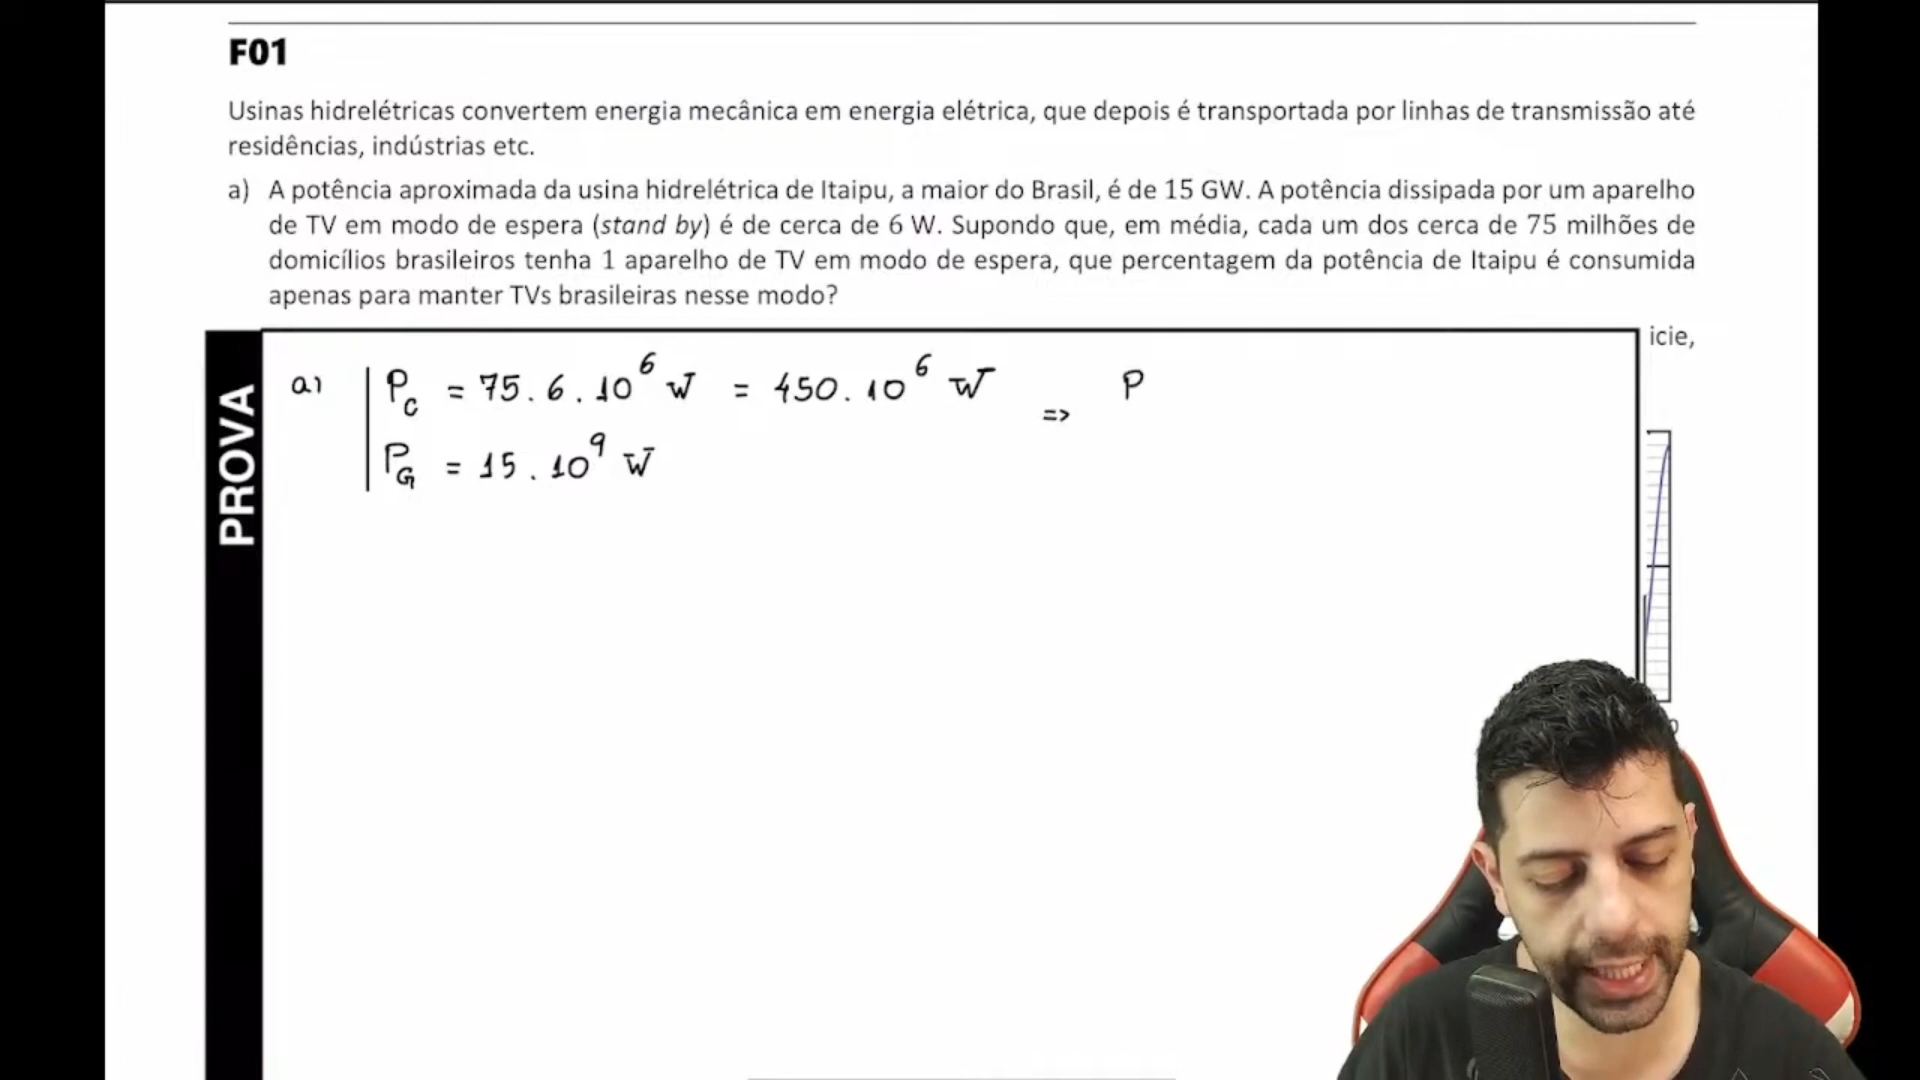 F01
Usinas hidrelétricas convertem energia mecânica em energia elétrica, que depois é transportada por linhas de transmissão até
residências, indústrias etc.
a) A potência aproximada da usina hidrelétrica de Itaipu, a maior do Brasil, é de 15 GW. A potência dissipada por um aparelho
de TV em modo de espera (stand by) é de cerca de 6 W. Supondo que, em média, cada um dos cerca de 75 milhões de
domicílios brasileiros tenha 1 aparelho de TV em modo de espera, que percentagem da potência de Itaipu é consumida
apenas para manter TVs brasileiras nesse modo?
icie,
PROVA
a) P_C = 75 . 6 . 10^6 W = 450 . 10^6 W => P
P_G = 15 . 10^9 W